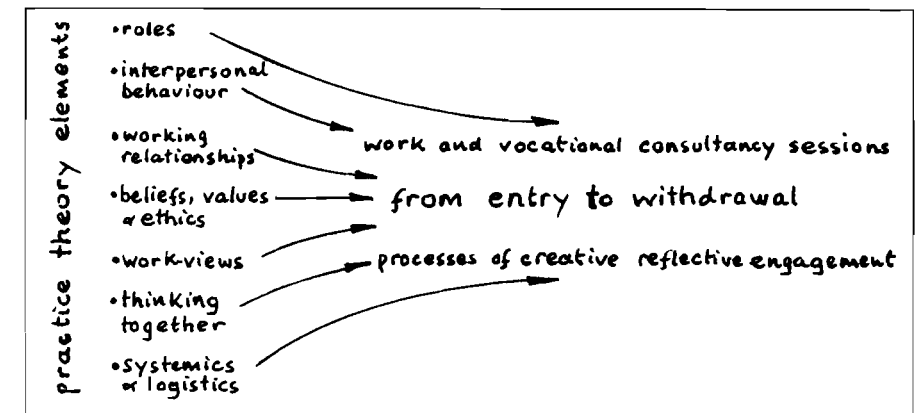 practice theory elements
•roles
•interpersonal
behaviour
•working
relationships
•beliefs, values
& ethics
•work-views
•thinking
together
•systemics
& logistics
work and vocational consultancy sessions
from entry to withdrawal
processes of creative reflective engagement